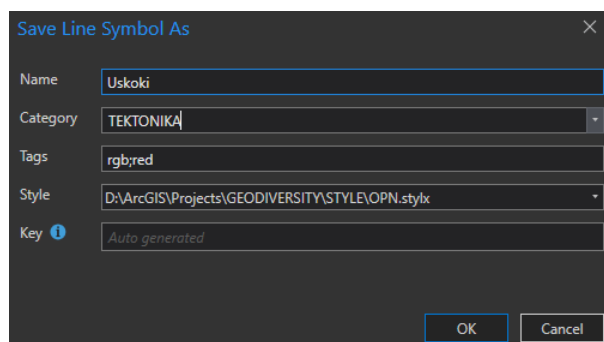 Save Line Symbol As
Name Uskoki
Category TEKTONIKA
Tags rgb;red
Style D:\ArcGIS\Projects\GEODIVERSITY\STYLE\OPN.stylx
Key Auto generated
OK Cancel